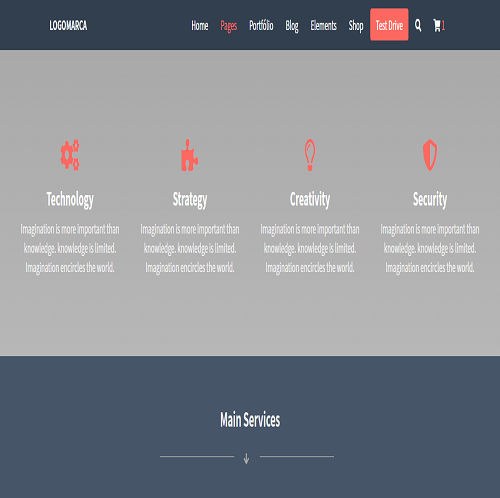 LOGOMARCA
Home Pages Portfólio Blog Elements Shop Test Drive 1
Technology Strategy Creativity Security
Imagination is more important than Imagination is more important than Imagination is more important than Imagination is more important than
knowledge. knowledge is limited. knowledge. knowledge is limited. knowledge. knowledge is limited. knowledge. knowledge is limited.
Imagination encircles the world. Imagination encircles the world. Imagination encircles the world. Imagination encircles the world.
Main Services